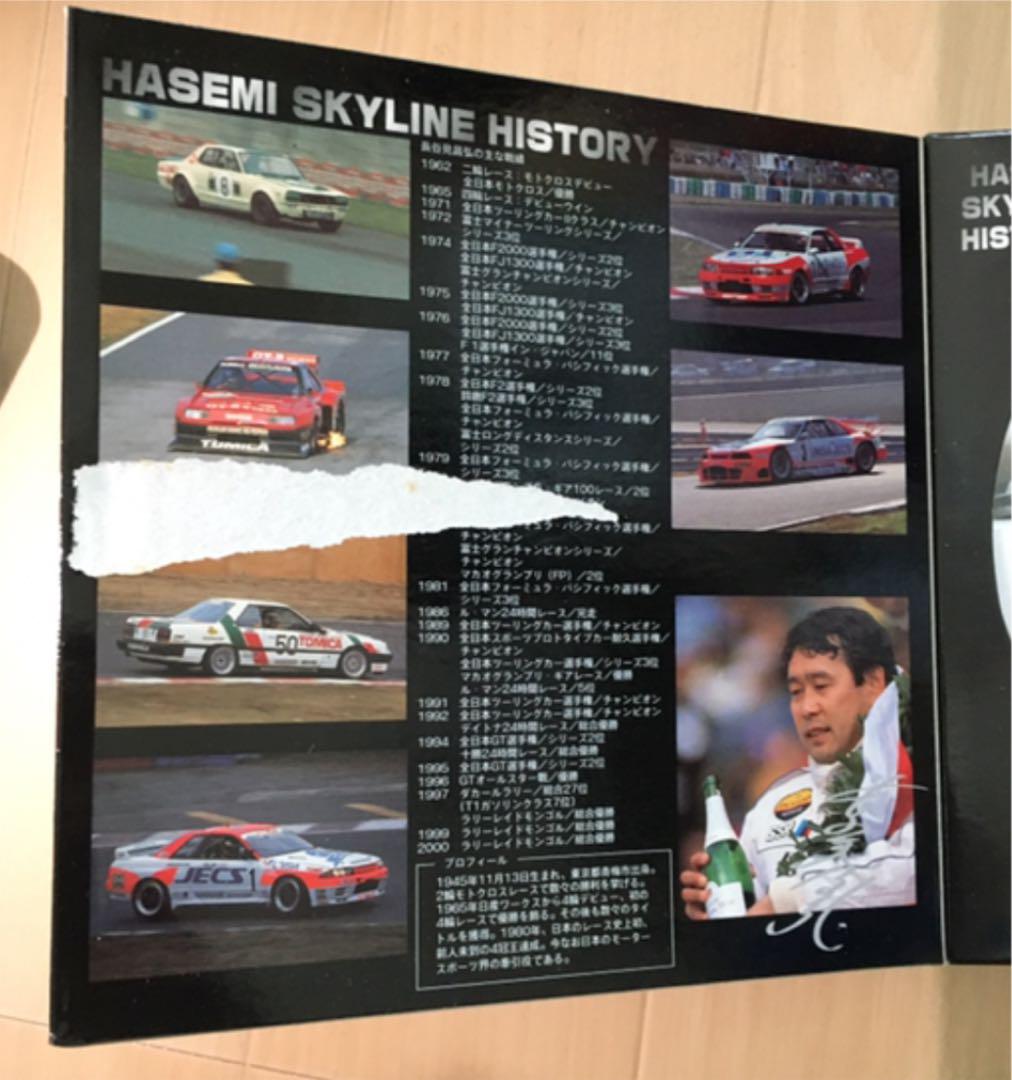 HASEMI SKYLINE HISTORY
長谷見昌弘の主な戦績
1962 二輪レース：モトクロスデビュー
全日本モトクロス／優勝
1965 四輪レース：デビューウイン
1971 全日本ツーリングカーIIクラス／チャンピオン
1972 富士マイナーツーリングシリーズ／
シリーズ3位
1974 全日本F2000選手権／シリーズ2位
全日本FJ1300選手権／チャンピオン
富士グランチャンピオンシリーズ／
チャンピオン
1975 全日本F2000選手権／シリーズ3位
全日本FJ1300選手権／チャンピオン
1976 全日本F2000選手権／シリーズ2位
全日本FJ1300選手権／シリーズ3位
F1選手権イン・ジャパン／11位
1977 全日本フォーミュラ・パシフィック選手権／
チャンピオン
1978 全日本F2選手権／シリーズ2位
鈴鹿F2選手権／シリーズ3位
全日本フォーミュラ・パシフィック選手権／
チャンピオン
富士ロングディスタンスシリーズ／
シリーズ2位
1979 全日本フォーミュラ・パシフィック選手権／
シリーズ3位
ギア100レース／2位
ミュラ・パシフィック選手権／
チャンピオン
富士グランチャンピオンシリーズ／
チャンピオン
マカオグランプリ（FP）／2位
1981 全日本フォーミュラ・パシフィック選手権／
シリーズ3位
1986 ル・マン24時間レース／完走
1989 全日本ツーリングカー選手権／チャンピオン
1990 全日本スポーツプロトタイプカー耐久選手権／
チャンピオン
全日本ツーリングカー選手権／シリーズ3位
マカオグランプリ・ギアレース／優勝
ル・マン24時間レース／5位
1991 全日本ツーリングカー選手権／チャンピオン
1992 全日本ツーリングカー選手権／チャンピオン
デイトナ24時間レース／総合優勝
1994 全日本GT選手権／シリーズ2位
十勝24時間レース／総合優勝
1995 全日本GT選手権／シリーズ2位
1996 GTオールスター戦／優勝
1997 ダカールラリー／総合27位
（T1ガソリンクラス7位）
ラリーレイドモンゴル／総合優勝
1999 ラリーレイドモンゴル／総合優勝
2000 ラリーレイドモンゴル／総合優勝
プロフィール
1945年11月13日生まれ、東京都青梅市出身。
2輪モトクロスレースで数々の勝利を挙げる。
1965年日産ワークスから4輪デビュー、初の
4輪レースで優勝を飾る。その後も数々のタイ
トルを獲得。1980年、日本のレース史上初、
前人未到の4冠王達成。今なお日本のモーター
スポーツ界の牽引役である。
8
TOMICA
50 TOMICA
JECS 1
HA
SKY
HIS